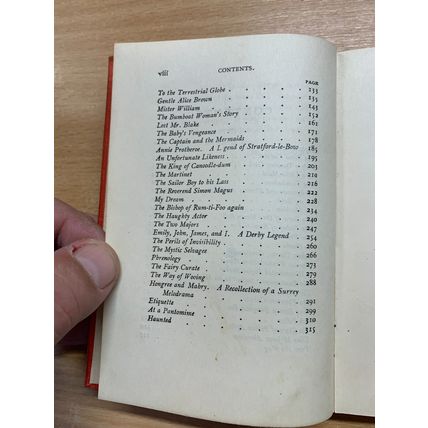 viii CONTENTS.
PAGE
To the Terrestrial Globe . . . . . 133
Gentle Alice Brown . . . . . 135
Mister William . . . . . 145
The Bumboat Woman's Story . . . . . 152
Lost Mr. Blake . . . . . 161
The Baby's Vengeance . . . . . 171
The Captain and the Mermaids . . . . . 178
Annie Protheroe. A Legend of Stratford-le-Bow 185
An Unfortunate Likeness . . . . . 195
The King of Canoodle-dum . . . . . 203
The Martinet . . . . . 210
The Sailor Boy to his Lass . . . . . 216
The Reverend Simon Magus . . . . . 222
My Dream . . . . . 228
The Bishop of Rum-ti-Foo again . . . . . 234
The Haughty Actor . . . . . 240
The Two Majors . . . . . 247
Emily, John, James, and I. A Derby Legend . 254
The Perils of Invisibility . . . . . 260
The Mystic Selvagee . . . . . 266
Phrenology . . . . . 273
The Fairy Curate . . . . . 279
The Way of Wooing . . . . . 288
Hongree and Mahry. A Recollection of a Surrey
Melodrama . . . . . 291
Etiquette . . . . . 299
At a Pantomime . . . . . 310
Haunted . . . . . 315